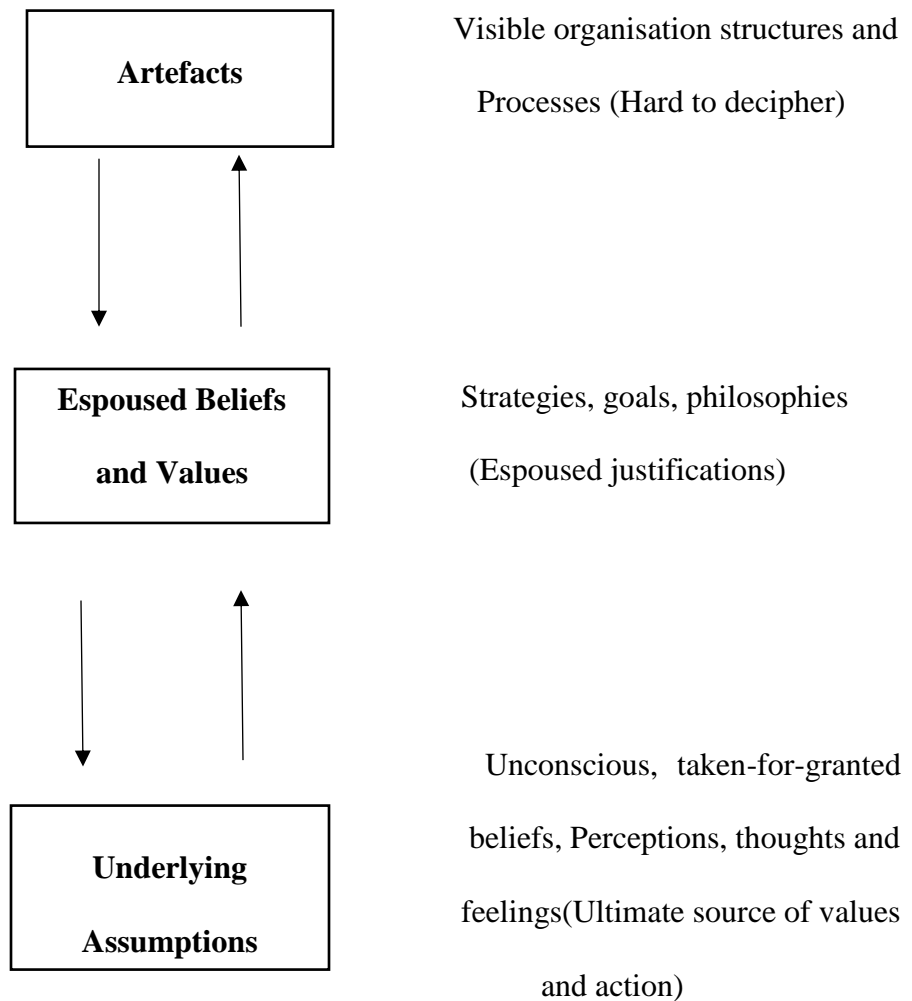 Artefacts
Visible organisation structures and
Processes (Hard to decipher)
Espoused Beliefs
and Values
Strategies, goals, philosophies
(Espoused justifications)
Underlying
Assumptions
Unconscious, taken-for-granted
beliefs, Perceptions, thoughts and
feelings(Ultimate source of values
and action)